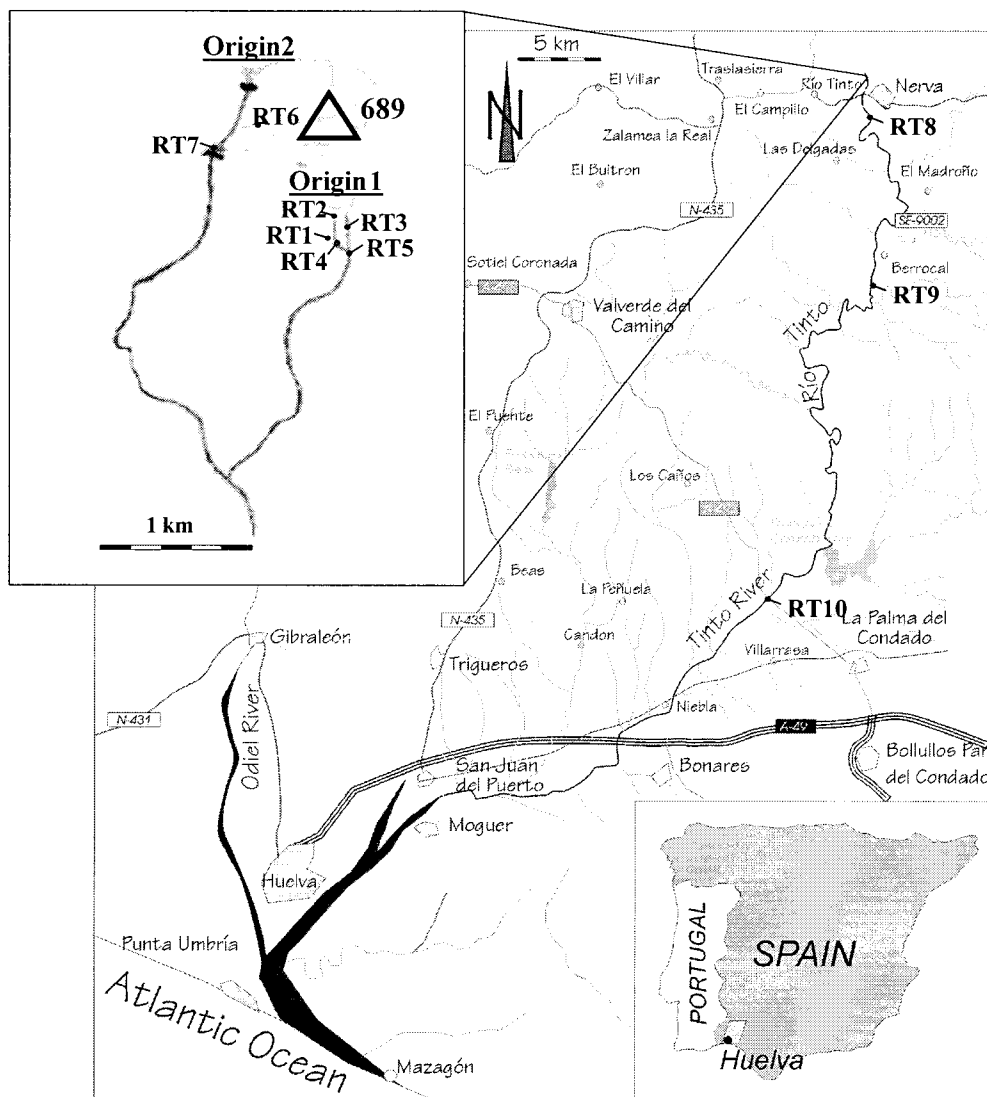 Origin2
RT6
689
RT7
Origin1
RT2
RT3
RT1
RT4
RT5
1 km
5 km
N
El Villar
Traslasierra
Río Tinto
Nerva
El Campillo
RT8
Zalamea la Real
Las Delgadas
El Buitron
El Madroño
N-435
SE-9002
Sotiel Coronada
Berrocal
RT9
Valverde del
Camino
Río Tinto
El Puente
Los Caños
Beas
La Peñuela
Tinto River
RT10
La Palma del
Condado
Gibraleón
N-435
Candon
Villarrasa
Trigueros
N-431
Niebla
Odiel River
A-49
San Juan
del Puerto
Bonares
Bollullos Par
del Condado
Moguer
Huelva
Punta Umbría
Atlantic Ocean
Mazagón
PORTUGAL
SPAIN
Huelva